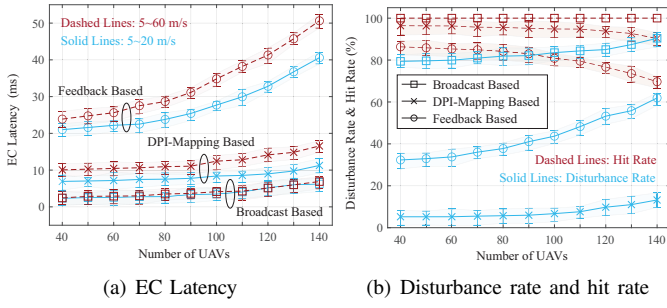 Dashed Lines: 5~60 m/s
Solid Lines: 5~20 m/s
Feedback Based
DPI-Mapping Based
Broadcast Based
EC Latency
(ms)
60
50
40
30
20
10
0
40
60
80
100
120
140
Number of UAVs
(a) EC Latency
Disturbance Rate & Hit Rate (%)
100
80
60
40
20
0
Broadcast Based
DPI-Mapping Based
Feedback Based
Dashed Lines: Hit Rate
Solid Lines: Disturbance Rate
40
60
80
100
120
140
Number of UAVs
(b) Disturbance rate and hit rate